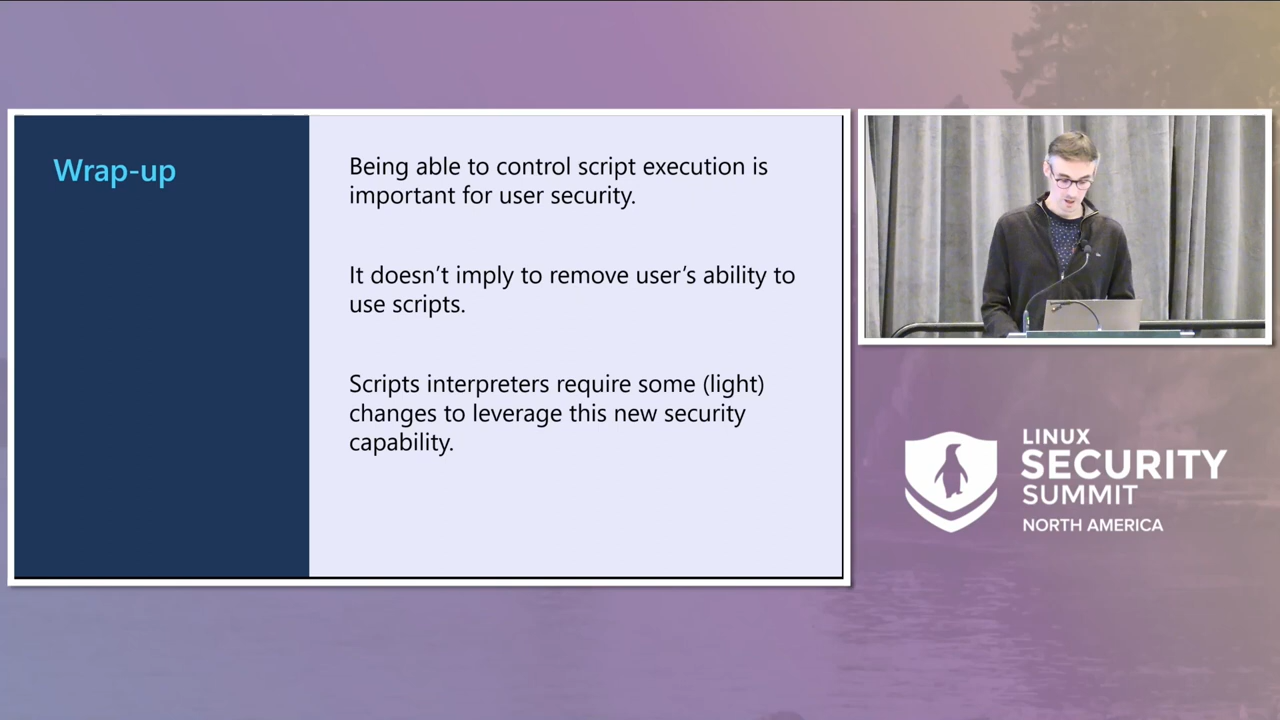 Wrap-up
Being able to control script execution is
important for user security.
It doesn’t imply to remove user’s ability to
use scripts.
Scripts interpreters require some (light)
changes to leverage this new security
capability.
LINUX
SECURITY
SUMMIT
NORTH AMERICA